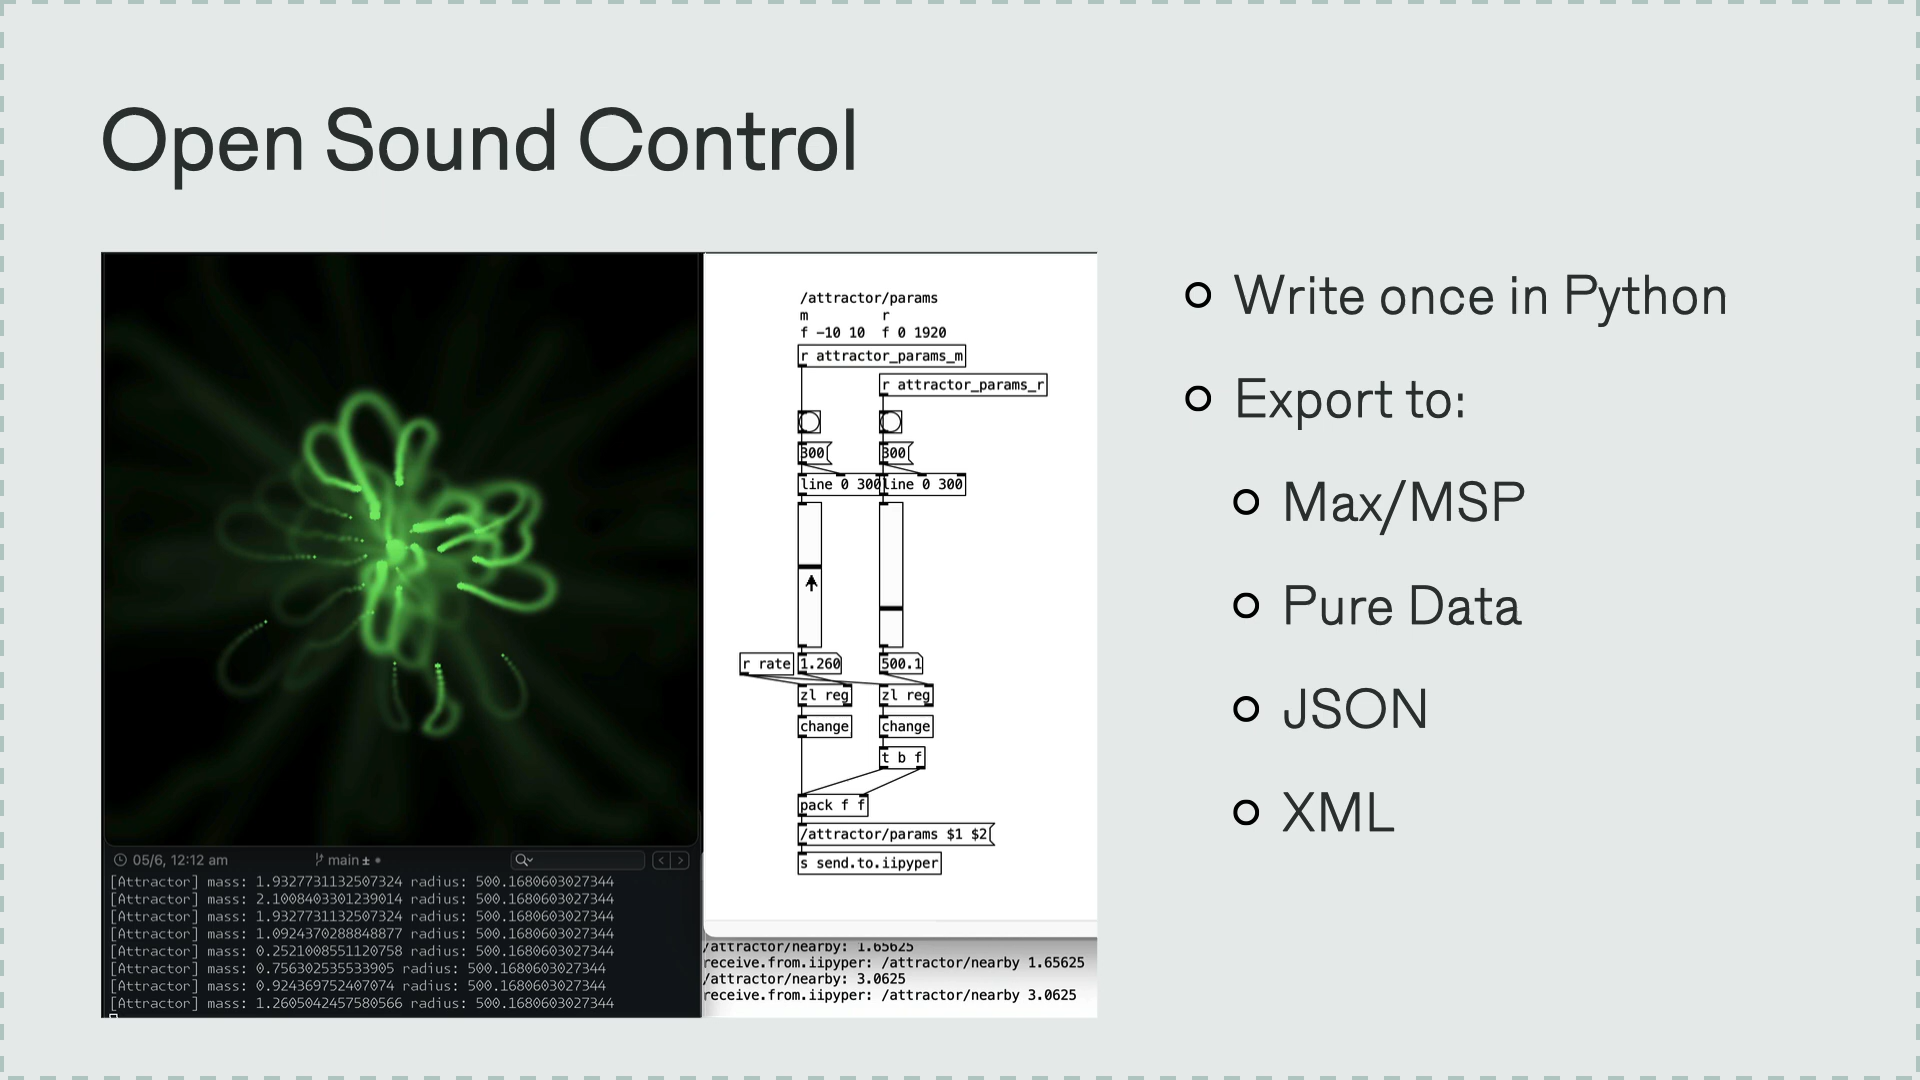 Open Sound Control
/attractor/params
m r
f -10 10 f 0 1920
r attractor_params_m
r attractor_params_r
300 300
line 0 300 line 0 300
r rate 1.260 500.1
zl reg zl reg
change change
t b f
pack f f
/attractor/params $1 $2
s send.to.iipyper
05/6, 12:12 am main ±
[Attractor] mass: 1.9327731132507324 radius: 500.1680603027344
[Attractor] mass: 2.1008403301239014 radius: 500.1680603027344
[Attractor] mass: 1.9327731132507324 radius: 500.1680603027344
[Attractor] mass: 1.0924370288848877 radius: 500.1680603027344
[Attractor] mass: 0.2521008551120758 radius: 500.1680603027344
[Attractor] mass: 0.756302535533905 radius: 500.1680603027344
[Attractor] mass: 0.924369752407074 radius: 500.1680603027344
[Attractor] mass: 1.2605042457580566 radius: 500.1680603027344
/attractor/nearby: 1.65625
receive.from.iipyper: /attractor/nearby 1.65625
/attractor/nearby: 3.0625
receive.from.iipyper: /attractor/nearby 3.0625
Write once in Python
Export to:
Max/MSP
Pure Data
JSON
XML